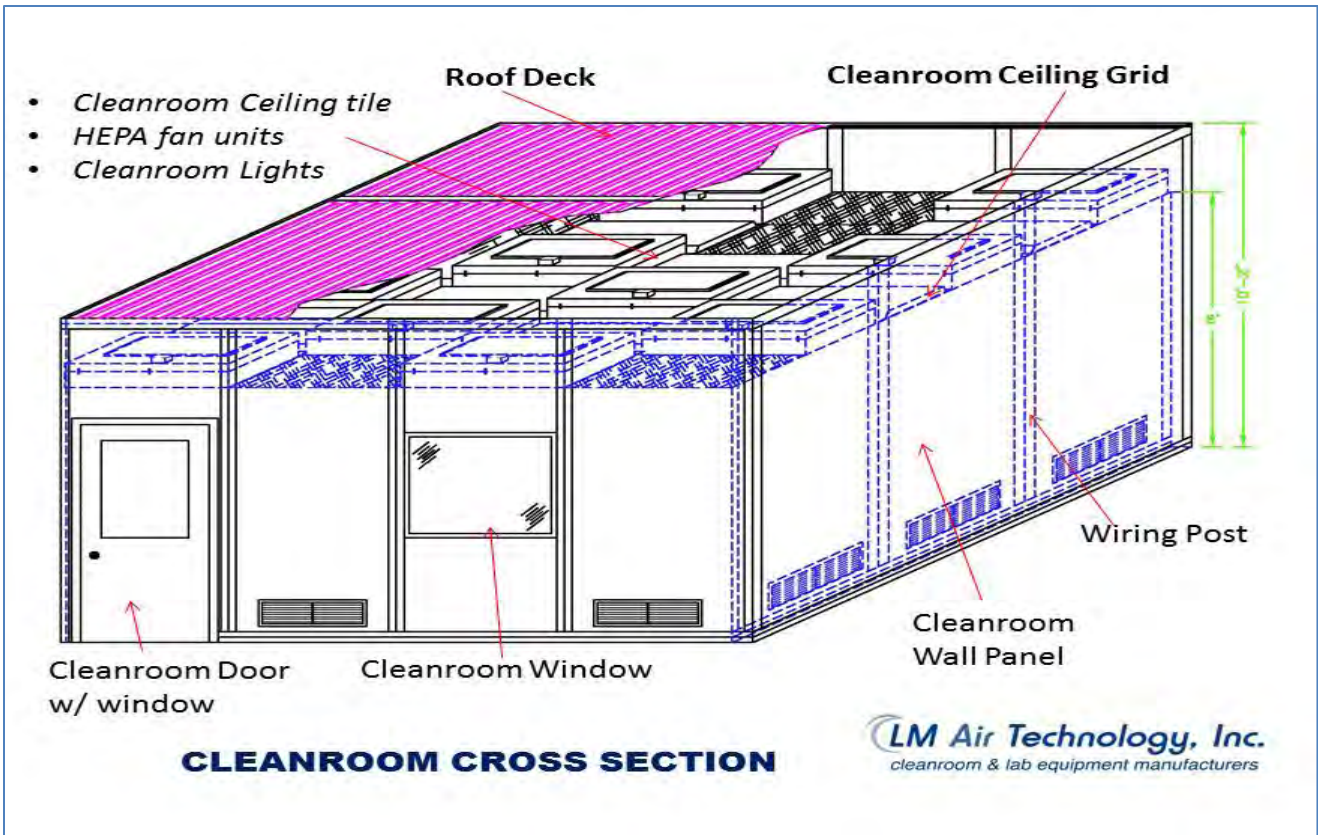 Roof Deck
Cleanroom Ceiling Grid
• Cleanroom Ceiling tile
• HEPA fan units
• Cleanroom Lights
Wiring Post
Cleanroom
Wall Panel
Cleanroom Window
Cleanroom Door
w/ window
CLEANROOM CROSS SECTION
LM Air Technology, Inc.
cleanroom & lab equipment manufacturers